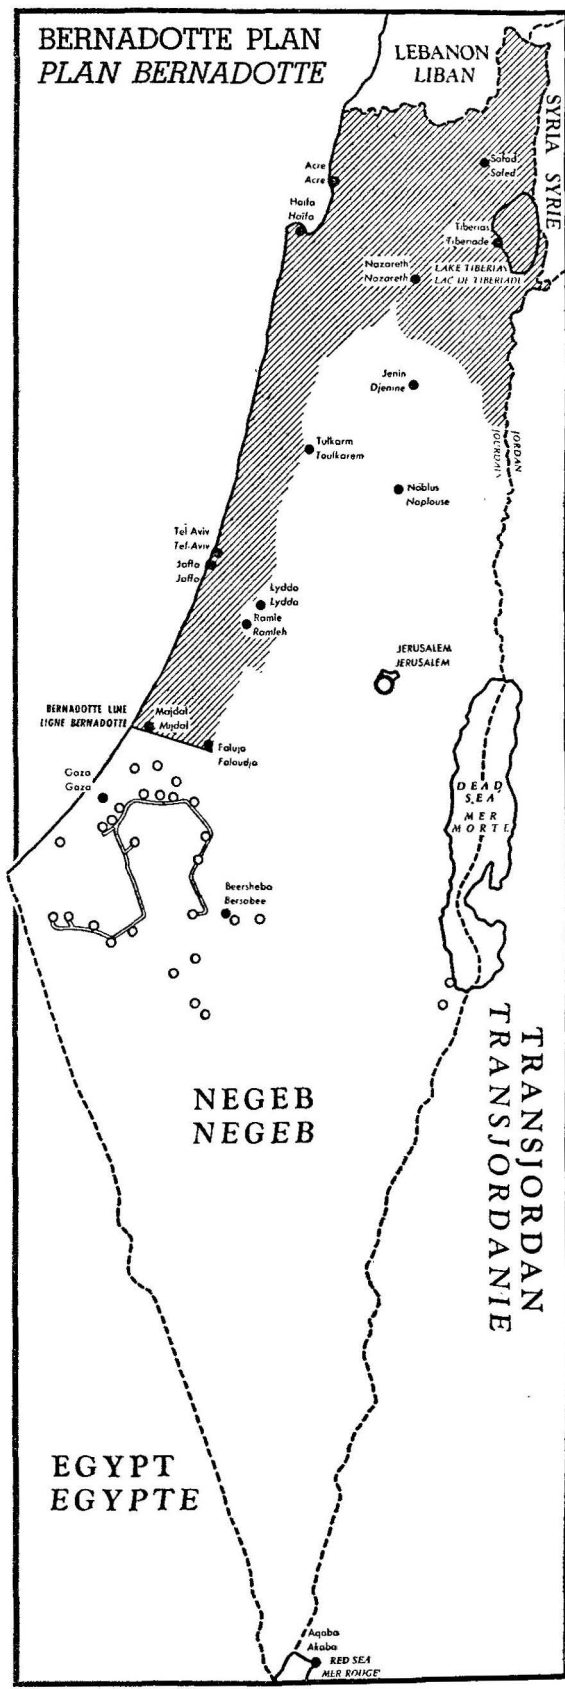 BERNADOTTE PLAN
PLAN BERNADOTTE
LEBANON
LIBAN
SYRIA
SYRIE
Safad
Safed
Acre
Acre
Haifa
Haïfa
Tiberias
Tibériade
Nazareth
Nazareth
LAKE TIBERIAS
LAC DE TIBERIADE
Jenin
Djenine
Tulkarm
Toulkarem
JORDAN
JOURDAIN
Nablus
Naplouse
Tel Aviv
Tel-Aviv
Jaffa
Jaffa
Lydda
Lydda
Ramle
Ramleh
JERUSALEM
JERUSALEM
BERNADOTTE LINE
LIGNE BERNADOTTE
Majdal
Mijdal
Faluja
Faloudja
Gaza
Gaza
DEAD
SEA
MER
MORTE
Beersheba
Bersabee
NEGEB
NEGEB
TRANSJORDAN
TRANSJORDANIE
EGYPT
EGYPTE
Aqaba
Akaba
RED SEA
MER ROUGE